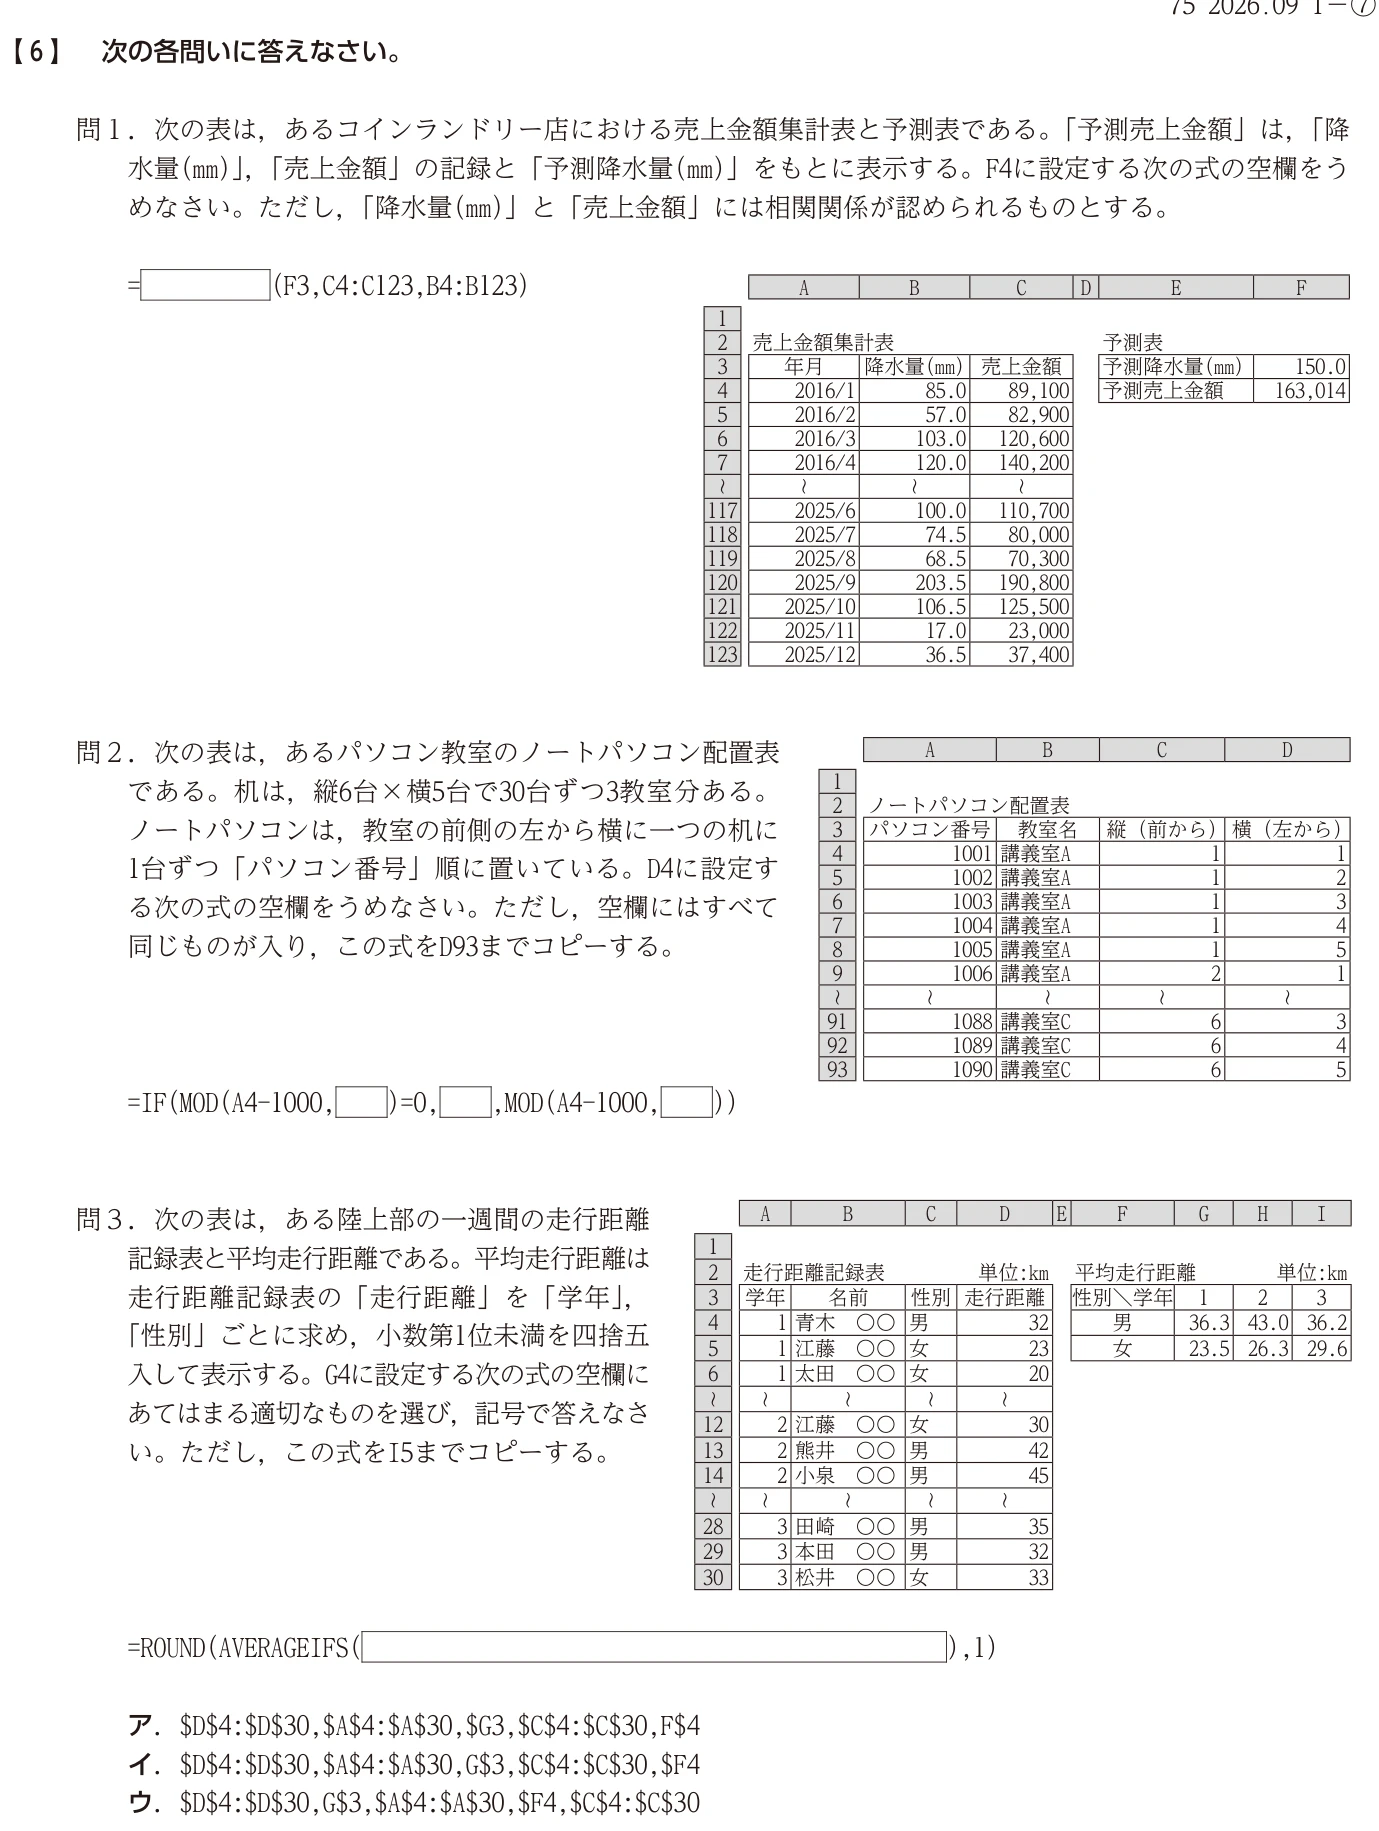 75 2026.09 1－⑦
【6】 次の各問いに答えなさい。
問１．次の表は，あるコインランドリー店における売上金額集計表と予測表である。「予測売上金額」は，「降
水量(㎜)」，「売上金額」の記録と「予測降水量(㎜)」をもとに表示する。F4に設定する次の式の空欄をう
めなさい。ただし，「降水量(㎜)」と「売上金額」には相関関係が認められるものとする。
=(F3,C4:C123,B4:B123)
A B C D E F
1
2 売上金額集計表 予測表
3 年月 降水量(㎜) 売上金額 予測降水量(㎜) 150.0
4 2016/1 85.0 89,100 予測売上金額 163,014
5 2016/2 57.0 82,900
6 2016/3 103.0 120,600
7 2016/4 120.0 140,200
～ ～ ～ ～
117 2025/6 100.0 110,700
118 2025/7 74.5 80,000
119 2025/8 68.5 70,300
120 2025/9 203.5 190,800
121 2025/10 106.5 125,500
122 2025/11 17.0 23,000
123 2025/12 36.5 37,400
問２．次の表は，あるパソコン教室のノートパソコン配置表
である。机は，縦6台×横5台で30台ずつ3教室分ある。
ノートパソコンは，教室の前側の左から横に一つの机に
1台ずつ「パソコン番号」順に置いている。D4に設定す
る次の式の空欄をうめなさい。ただし，空欄にはすべて
同じものが入り，この式をD93までコピーする。
=IF(MOD(A4-1000,)=0,,MOD(A4-1000,))
A B C D
1
2 ノートパソコン配置表
3 パソコン番号 教室名 縦（前から） 横（左から）
4 1001 講義室A 1 1
5 1002 講義室A 1 2
6 1003 講義室A 1 3
7 1004 講義室A 1 4
8 1005 講義室A 1 5
9 1006 講義室A 2 1
～ ～ ～ ～ ～
91 1088 講義室C 6 3
92 1089 講義室C 6 4
93 1090 講義室C 6 5
問３．次の表は，ある陸上部の一週間の走行距離
記録表と平均走行距離である。平均走行距離は
走行距離記録表の「走行距離」を「学年」，
「性別」ごとに求め，小数第1位未満を四捨五
入して表示する。G4に設定する次の式の空欄に
あてはまる適切なものを選び，記号で答えなさ
い。ただし，この式をI5までコピーする。
A B C D E F G H I
1
2 走行距離記録表 単位:㎞ 平均走行距離 単位:㎞
3 学年 名前 性別 走行距離 性別＼学年 1 2 3
4 1 青木 ○○ 男 32 男 36.3 43.0 36.2
5 1 江藤 ○○ 女 23 女 23.5 26.3 29.6
6 1 太田 ○○ 女 20
～ ～ ～ ～ ～
12 2 江藤 ○○ 女 30
13 2 熊井 ○○ 男 42
14 2 小泉 ○○ 男 45
～ ～ ～ ～ ～
28 3 田崎 ○○ 男 35
29 3 本田 ○○ 男 32
30 3 松井 ○○ 女 33
=ROUND(AVERAGEIFS(),1)
ア． $D$4:$D$30,$A$4:$A$30,$G3,$C$4:$C$30,F$4
イ． $D$4:$D$30,$A$4:$A$30,G$3,$C$4:$C$30,$F4
ウ． $D$4:$D$30,G$3,$A$4:$A$30,$F4,$C$4:$C$30